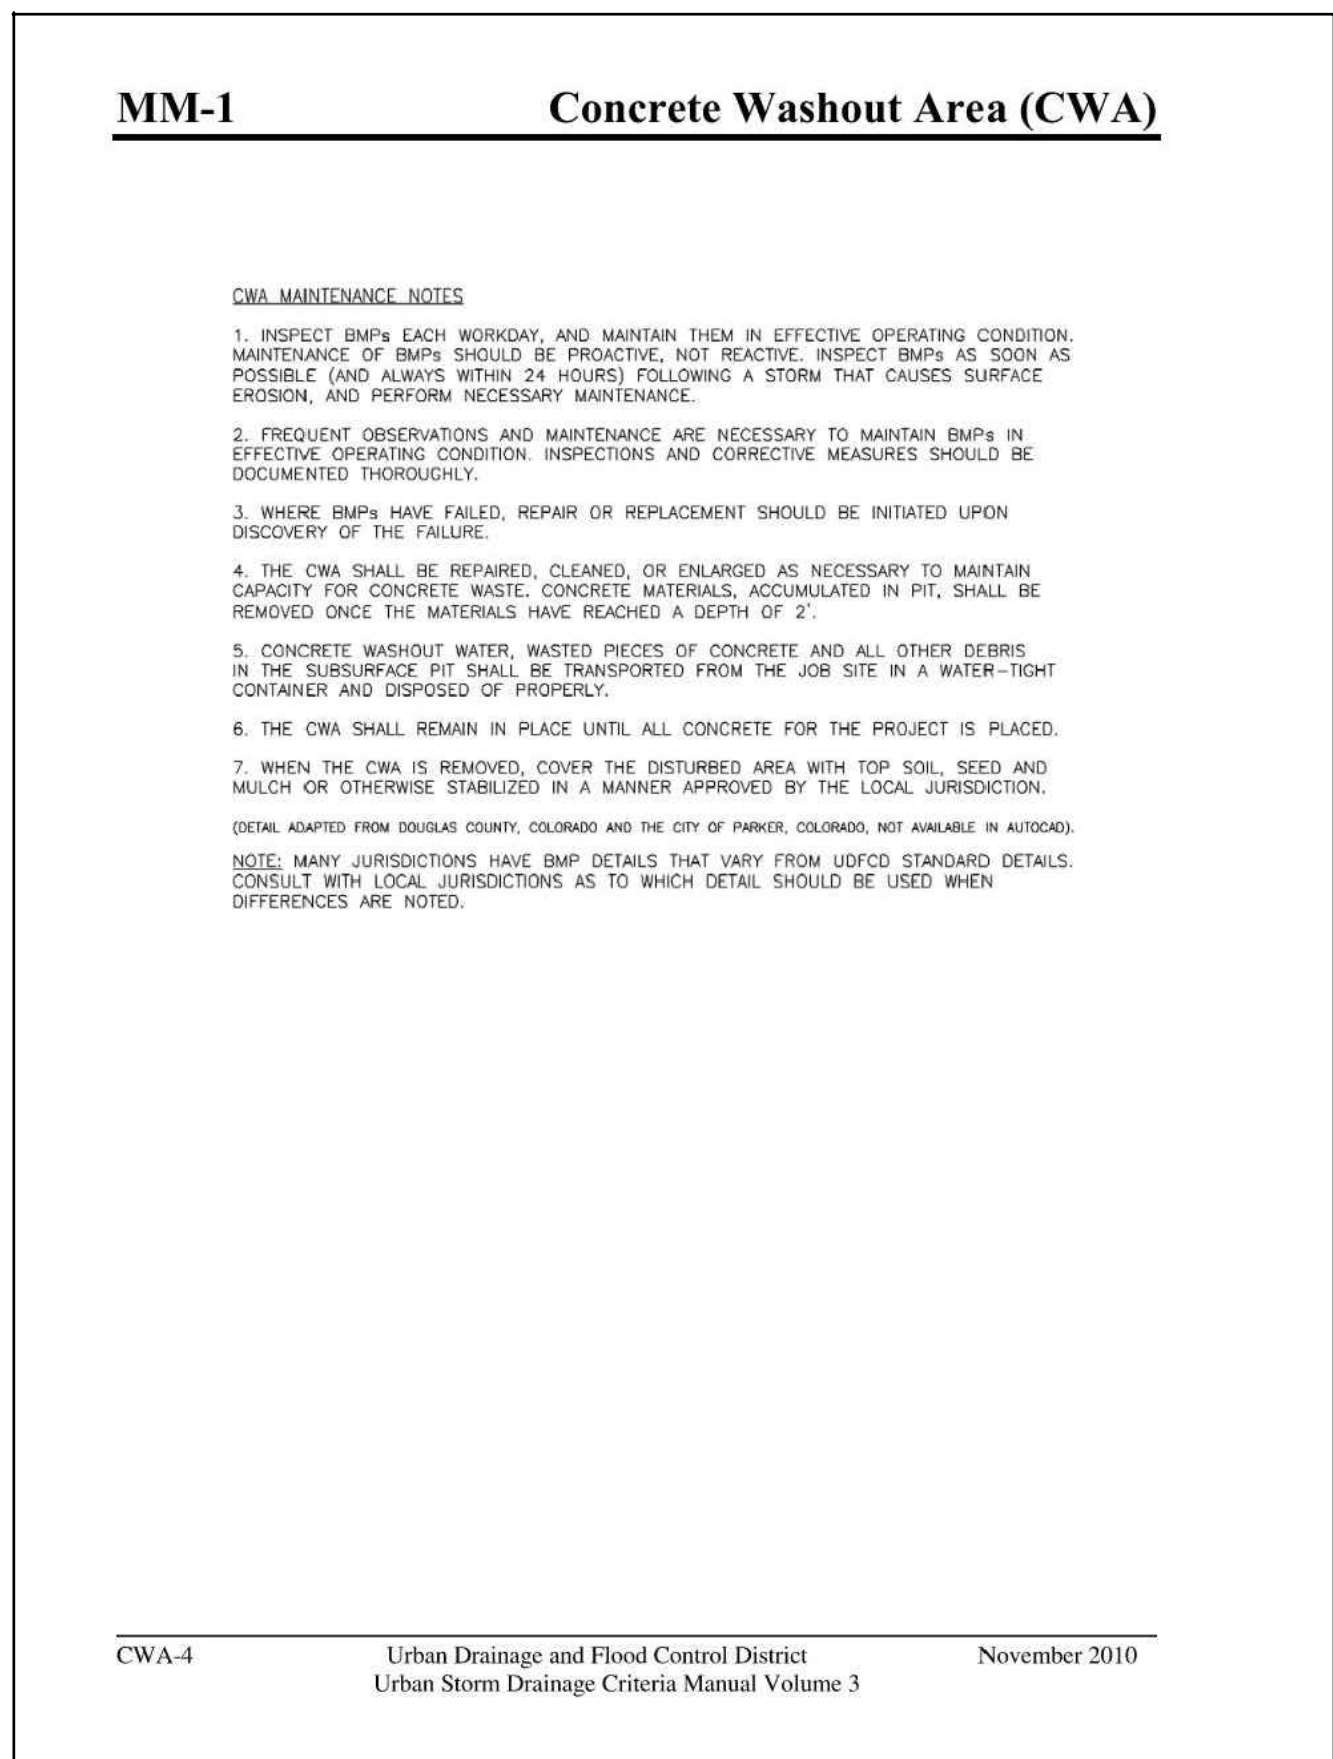 MM-1 Concrete Washout Area (CWA)
CWA MAINTENANCE NOTES
1. INSPECT BMPs EACH WORKDAY, AND MAINTAIN THEM IN EFFECTIVE OPERATING CONDITION.
MAINTENANCE OF BMPs SHOULD BE PROACTIVE, NOT REACTIVE. INSPECT BMPs AS SOON AS
POSSIBLE (AND ALWAYS WITHIN 24 HOURS) FOLLOWING A STORM THAT CAUSES SURFACE
EROSION, AND PERFORM NECESSARY MAINTENANCE.
2. FREQUENT OBSERVATIONS AND MAINTENANCE ARE NECESSARY TO MAINTAIN BMPs IN
EFFECTIVE OPERATING CONDITION. INSPECTIONS AND CORRECTIVE MEASURES SHOULD BE
DOCUMENTED THOROUGHLY.
3. WHERE BMPs HAVE FAILED, REPAIR OR REPLACEMENT SHOULD BE INITIATED UPON
DISCOVERY OF THE FAILURE.
4. THE CWA SHALL BE REPAIRED, CLEANED, OR ENLARGED AS NECESSARY TO MAINTAIN
CAPACITY FOR CONCRETE WASTE. CONCRETE MATERIALS, ACCUMULATED IN PIT, SHALL BE
REMOVED ONCE THE MATERIALS HAVE REACHED A DEPTH OF 2'.
5. CONCRETE WASHOUT WATER, WASTED PIECES OF CONCRETE AND ALL OTHER DEBRIS
IN THE SUBSURFACE PIT SHALL BE TRANSPORTED FROM THE JOB SITE IN A WATER-TIGHT
CONTAINER AND DISPOSED OF PROPERLY.
6. THE CWA SHALL REMAIN IN PLACE UNTIL ALL CONCRETE FOR THE PROJECT IS PLACED.
7. WHEN THE CWA IS REMOVED, COVER THE DISTURBED AREA WITH TOP SOIL, SEED AND
MULCH OR OTHERWISE STABILIZED IN A MANNER APPROVED BY THE LOCAL JURISDICTION.
(DETAIL ADAPTED FROM DOUGLAS COUNTY, COLORADO AND THE CITY OF PARKER, COLORADO, NOT AVAILABLE IN AUTOCAD).
NOTE: MANY JURISDICTIONS HAVE BMP DETAILS THAT VARY FROM UDFCD STANDARD DETAILS.
CONSULT WITH LOCAL JURISDICTIONS AS TO WHICH DETAIL SHOULD BE USED WHEN
DIFFERENCES ARE NOTED.
CWA-4 Urban Drainage and Flood Control District November 2010
Urban Storm Drainage Criteria Manual Volume 3